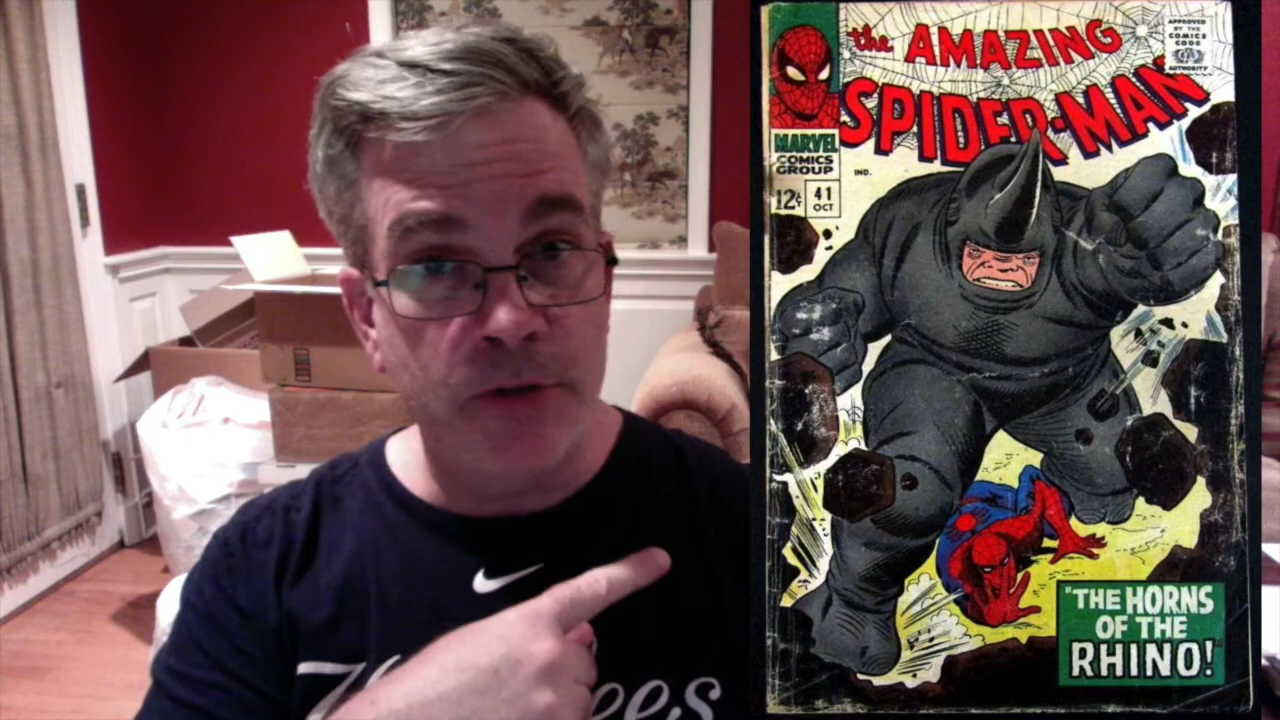 the AMAZING
SPIDER-MAN
APPROVED
BY THE
COMICS
CODE
AUTHORITY
MARVEL
COMICS
GROUP
IND.
12¢
41
OCT
"THE HORNS
OF THE
RHINO!"